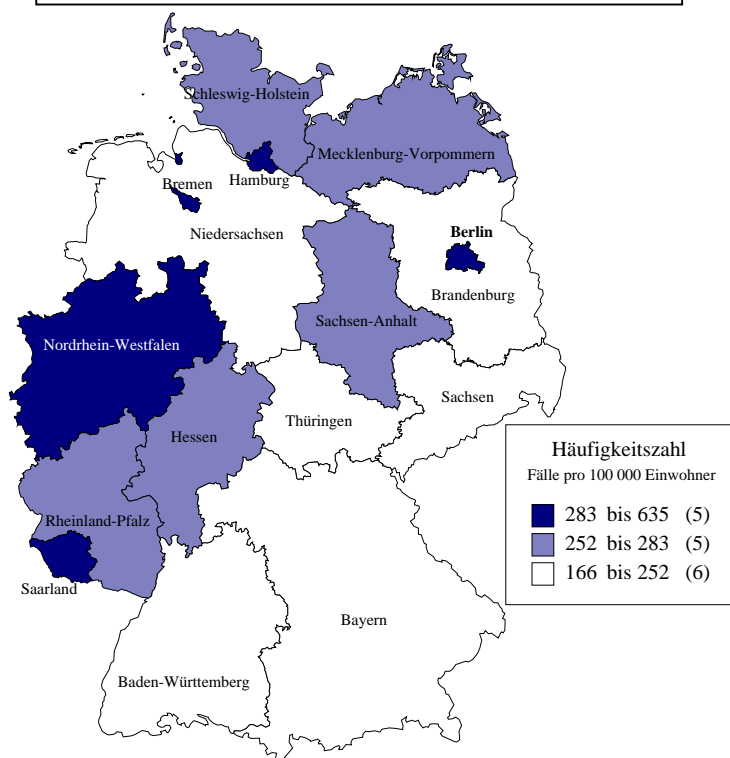 Schleswig-Holstein
Mecklenburg-Vorpommern
Bremen
Hamburg
Niedersachsen
Berlin
Brandenburg
Sachsen-Anhalt
Nordrhein-Westfalen
Sachsen
Thüringen
Hessen
Häufigkeitszahl
Fälle pro 100 000 Einwohner
283 bis 635 (5)
252 bis 283 (5)
166 bis 252 (6)
Rheinland-Pfalz
Saarland
Bayern
Baden-Württemberg